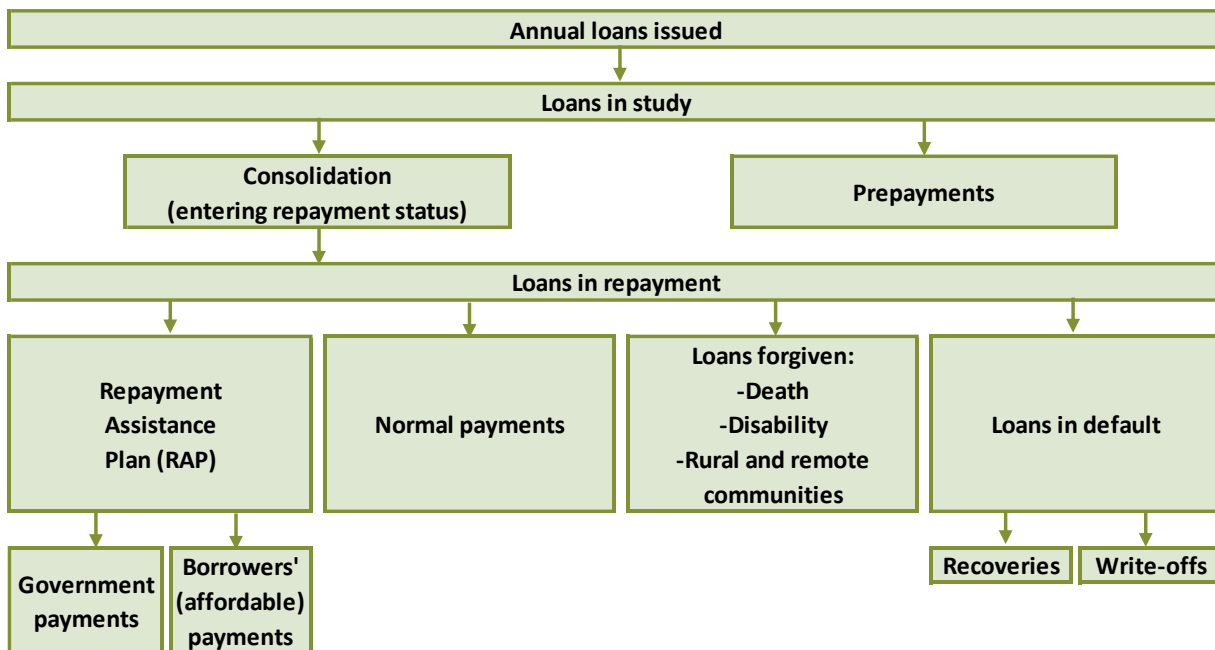 Annual loans issued
Loans in study
Consolidation
(entering repayment status)
Prepayments
Loans in repayment
Repayment
Assistance
Plan (RAP)
Normal payments
Loans forgiven:
-Death
-Disability
-Rural and remote
communities
Loans in default
Government
payments
Borrowers'
(affordable)
payments
Recoveries
Write-offs